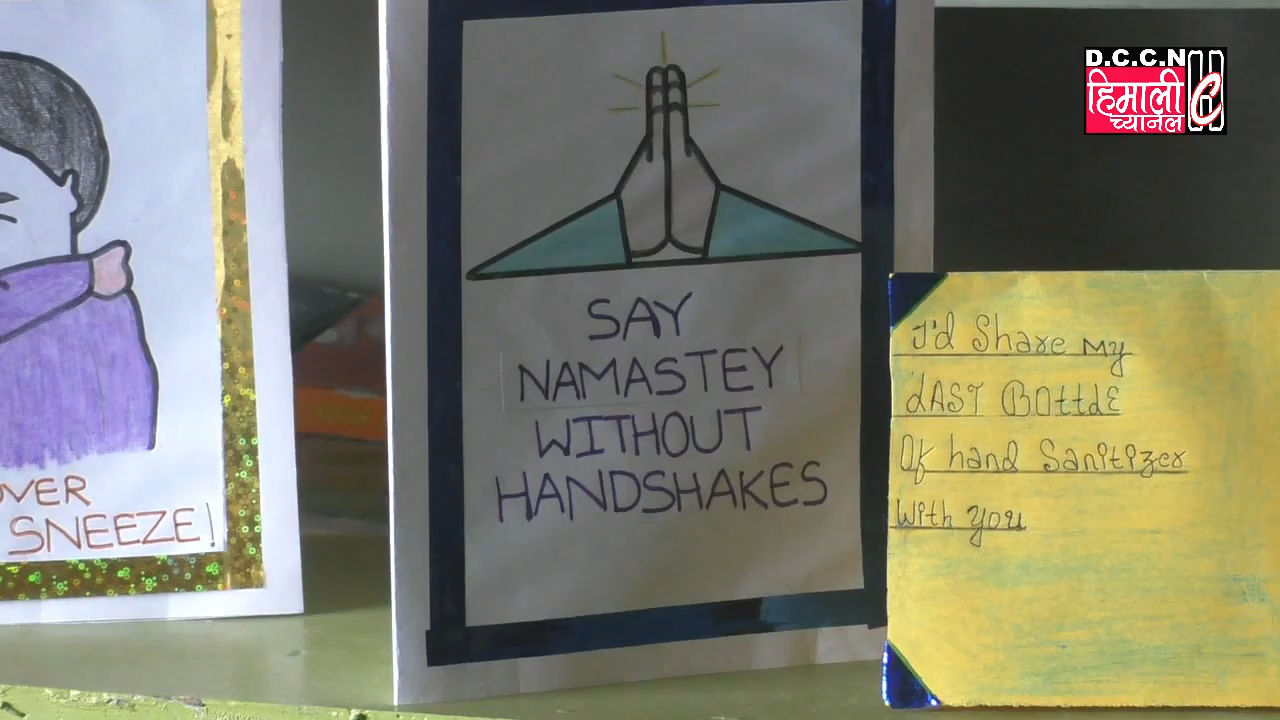 OVER
SNEEZE!
SAY
NAMASTEY
WITHOUT
HANDSHAKES
I'd Share My
LAST BOttLE
Of hand Sanitizer
With you
D.C.C.N
हिमाली
च्यानल